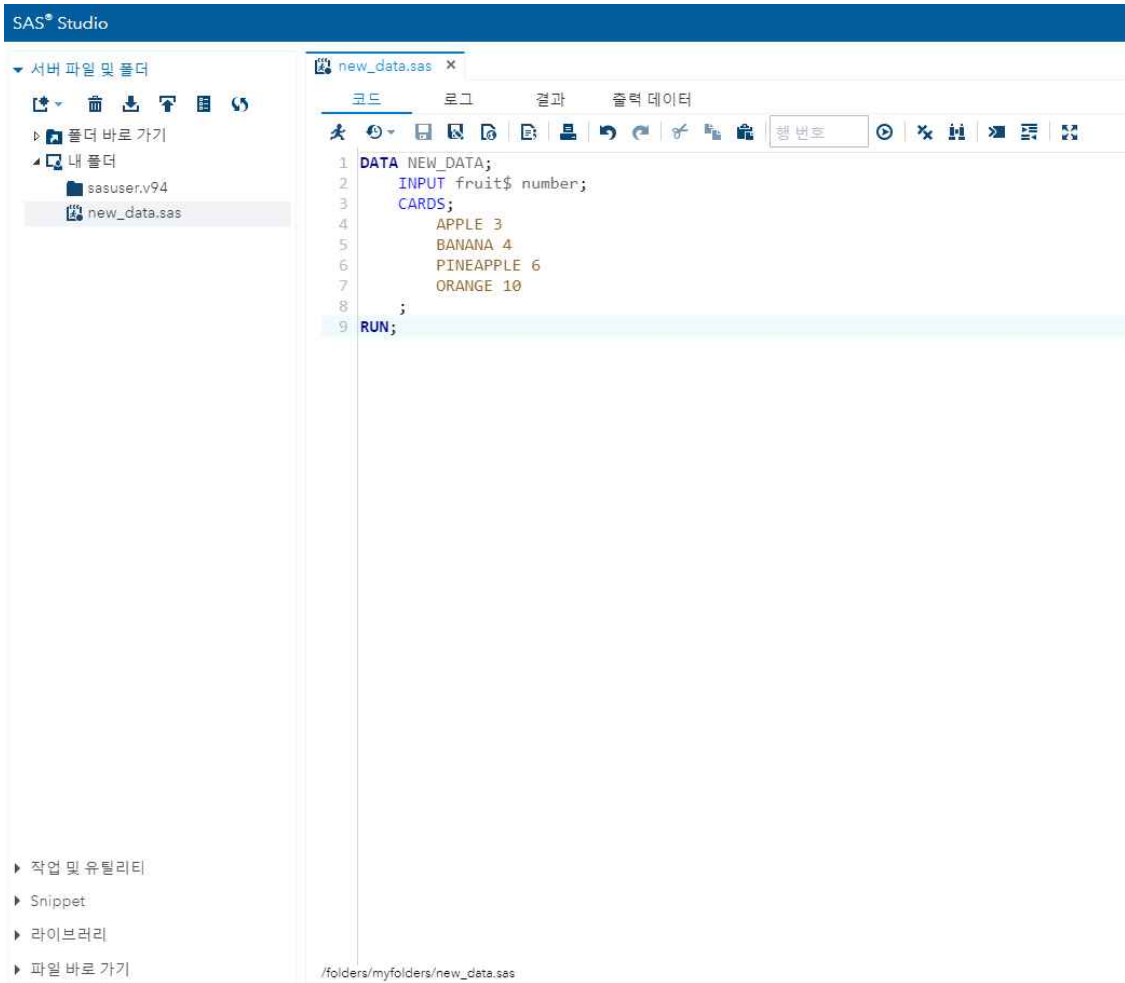 SAS® Studio
서버 파일 및 폴더
폴더 바로 가기
내 폴더
sasuser.v94
new_data.sas
작업 및 유틸리티
Snippet
라이브러리
파일 바로 가기
new_data.sas ×
코드 로그 결과 출력 데이터
행 번호
1 DATA NEW_DATA;
2 INPUT fruit$ number;
3 CARDS;
4 APPLE 3
5 BANANA 4
6 PINEAPPLE 6
7 ORANGE 10
8 ;
9 RUN;
/folders/myfolders/new_data.sas